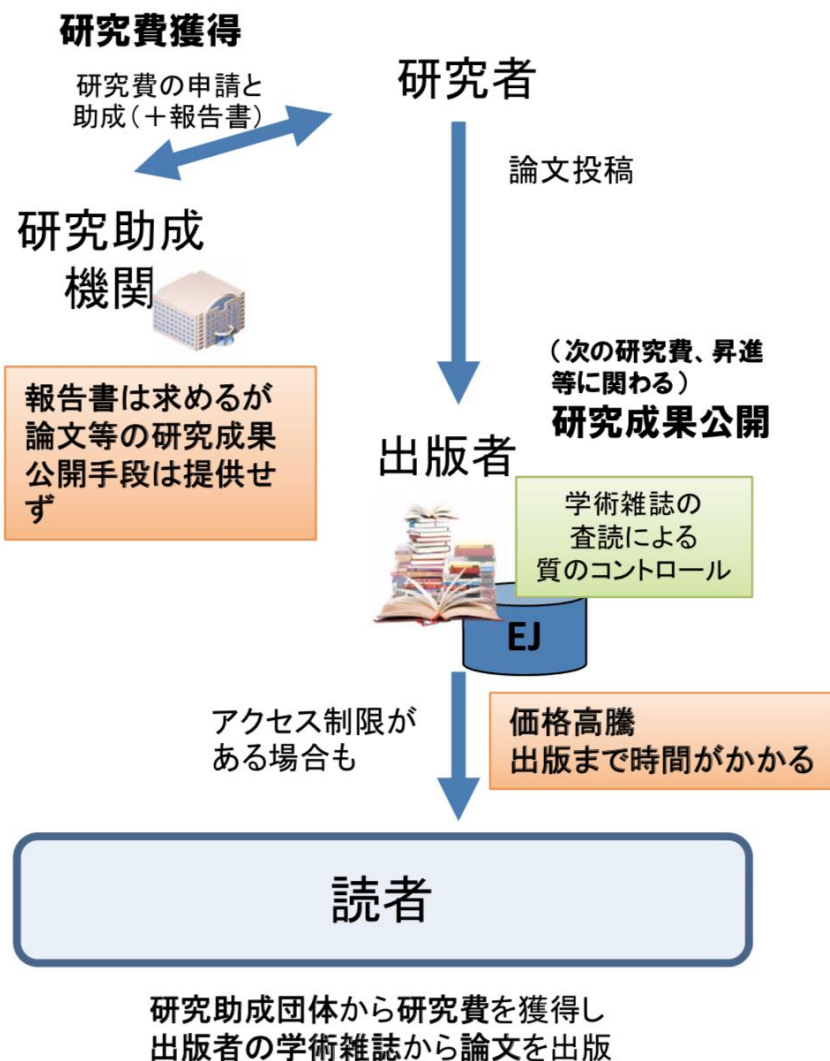 研究費獲得
研究費の申請と
助成(+報告書)
研究者
論文投稿
研究助成
機関
報告書は求めるが
論文等の研究成果
公開手段は提供せ
ず
(次の研究費、昇進
等に関わる)
研究成果公開
出版者
学術雑誌の
査読による
質のコントロール
EJ
アクセス制限が
ある場合も
価格高騰
出版まで時間がかかる
読者
研究助成団体から研究費を獲得し
出版者の学術雑誌から論文を出版